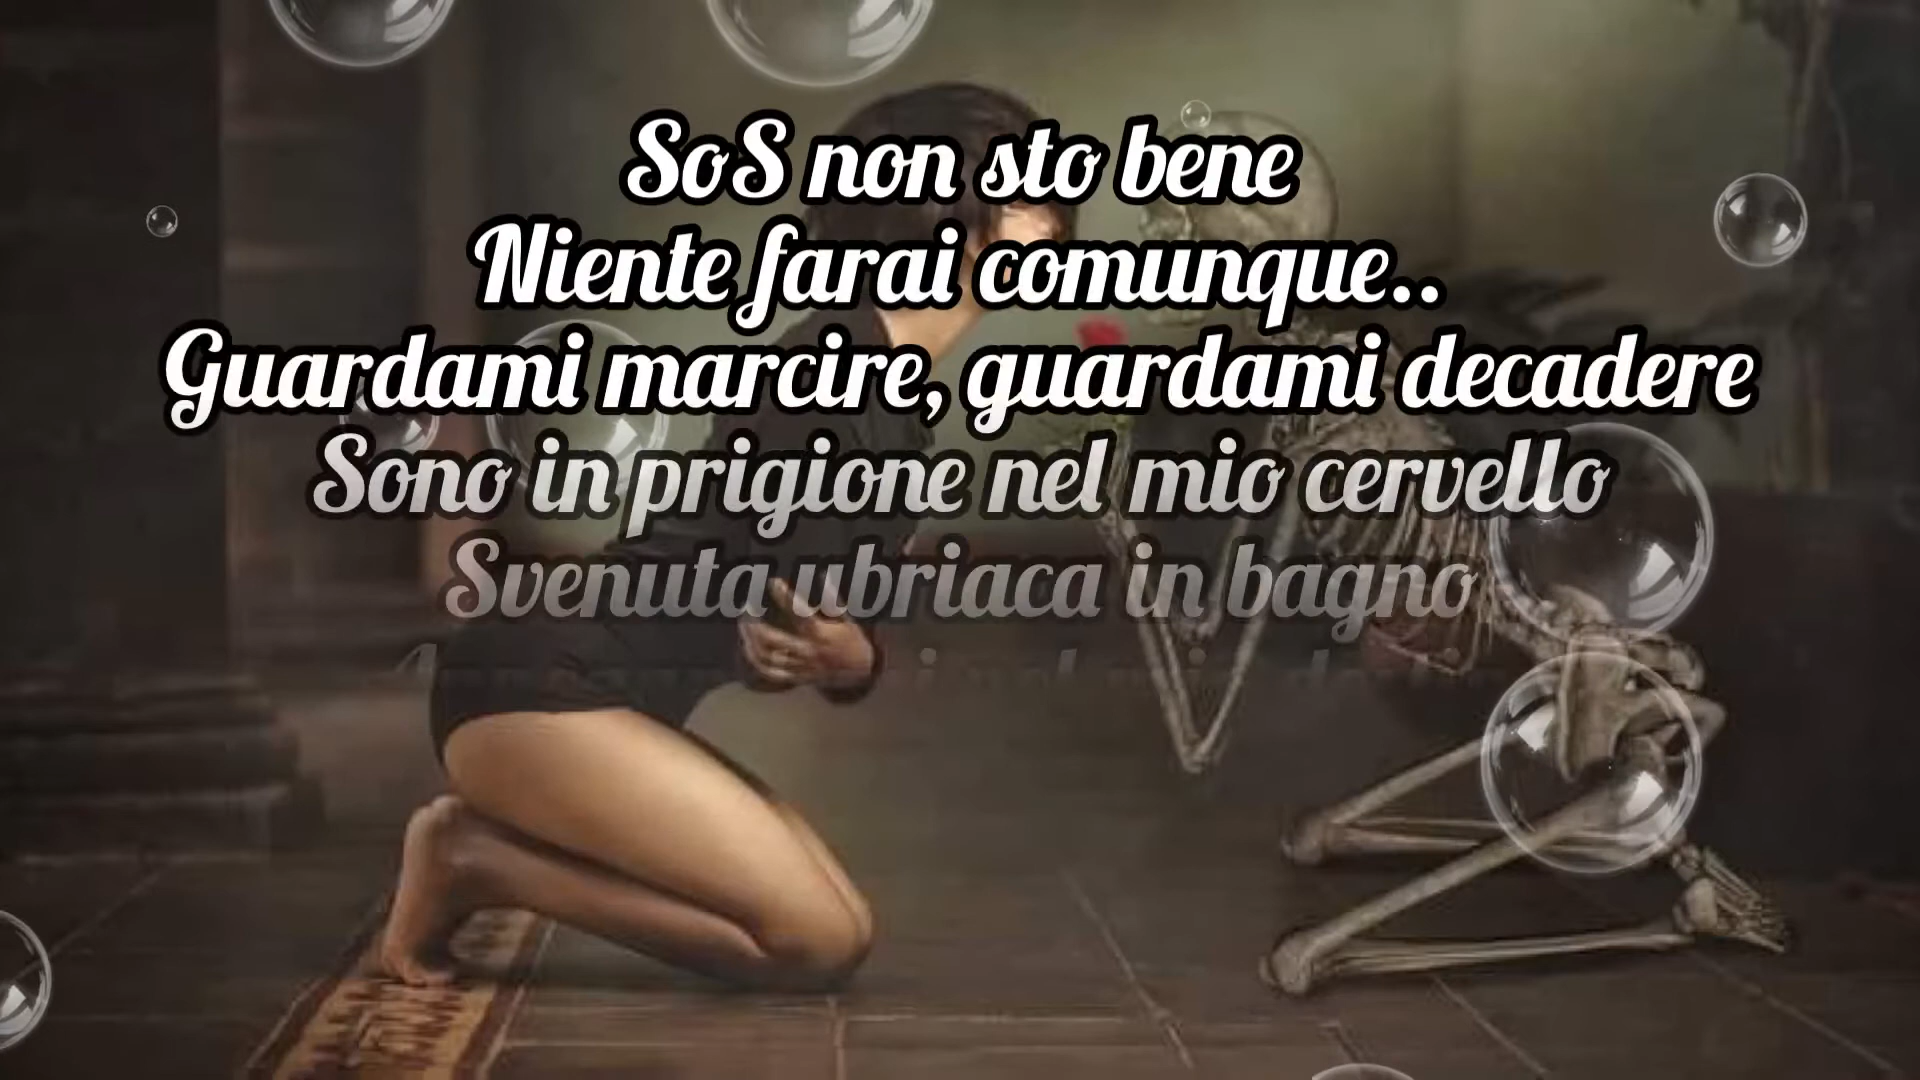 SoS non sto bene
Niente farai comunque..
Guardami marcire, guardami decadere
Sono in prigione nel mio cervello
Svenuta ubriaca in bagno